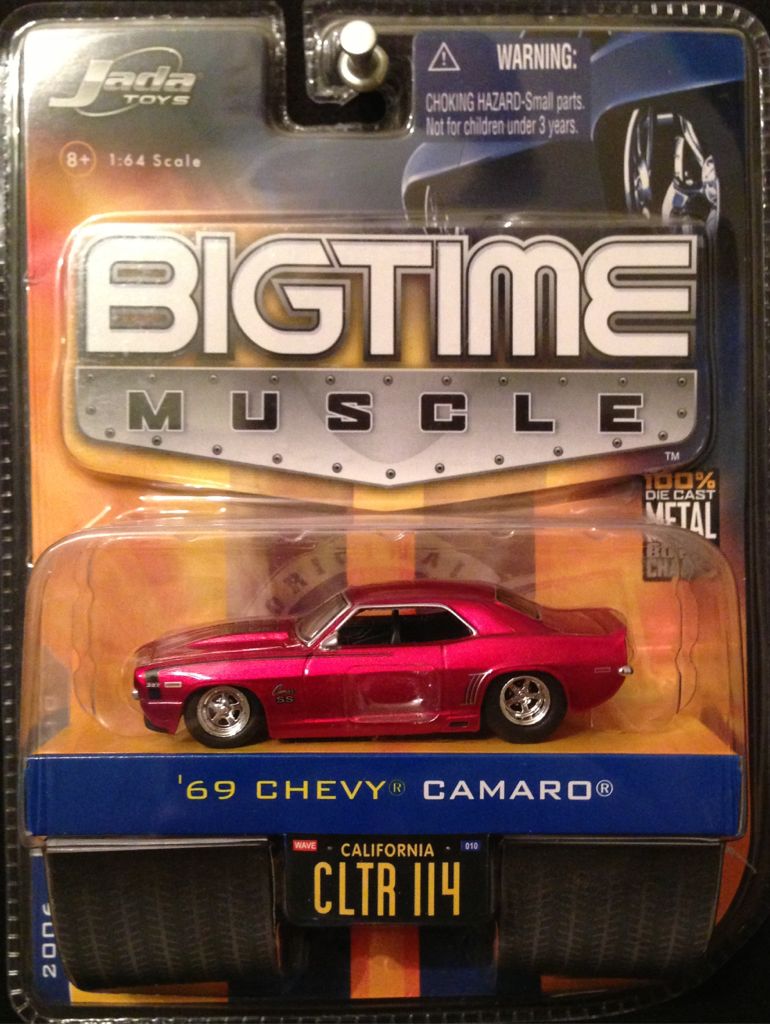 Jada
TOYS
WARNING:
CHOKING HAZARD-Small parts.
Not for children under 3 years.
8+ 1:64 Scale
BIGTIME
MUSCLE
TM
100%
DIE CAST
METAL
Camaro
SS
'69 CHEVY® CAMARO®
WAVE CALIFORNIA 010
CLTR 114
2006